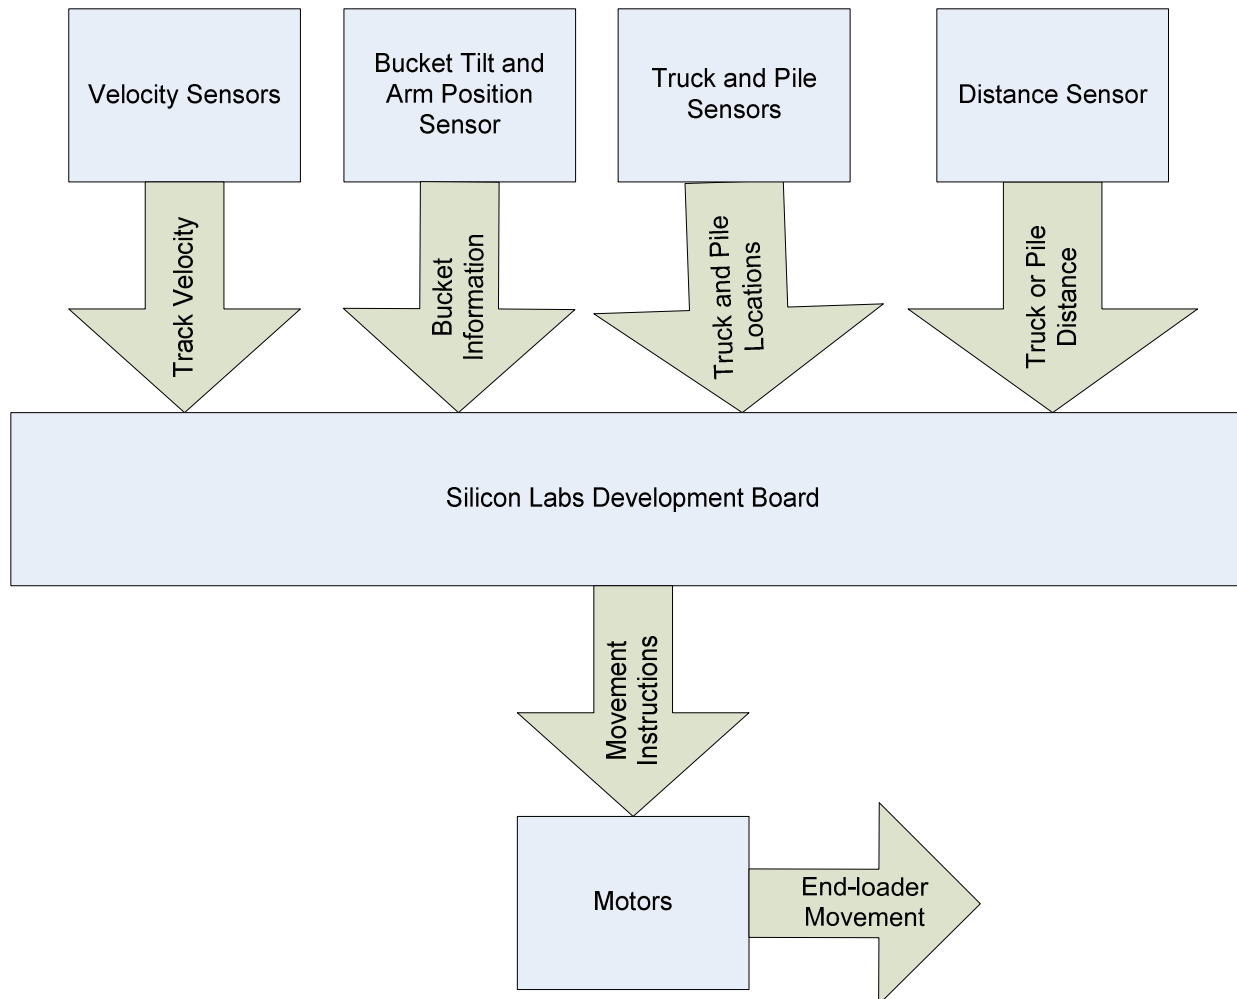 Velocity Sensors
Bucket Tilt and
Arm Position
Sensor
Truck and Pile
Sensors
Distance Sensor
Track Velocity
Bucket
Information
Truck and Pile
Locations
Truck or Pile
Distance
Silicon Labs Development Board
Movement
Instructions
Motors
End-loader
Movement